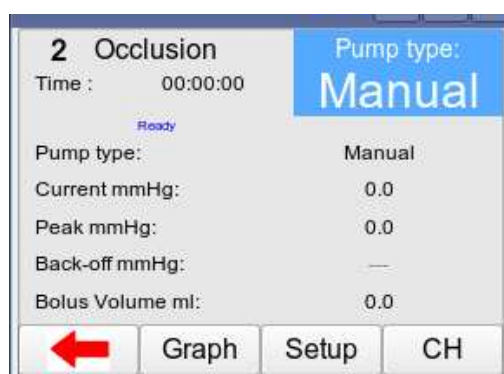 2 Occlusion
Pump type:
Manual
Time : 00:00:00
Ready
Pump type: Manual
Current mmHg: 0.0
Peak mmHg: 0.0
Back-off mmHg: ---
Bolus Volume ml: 0.0
Graph Setup CH